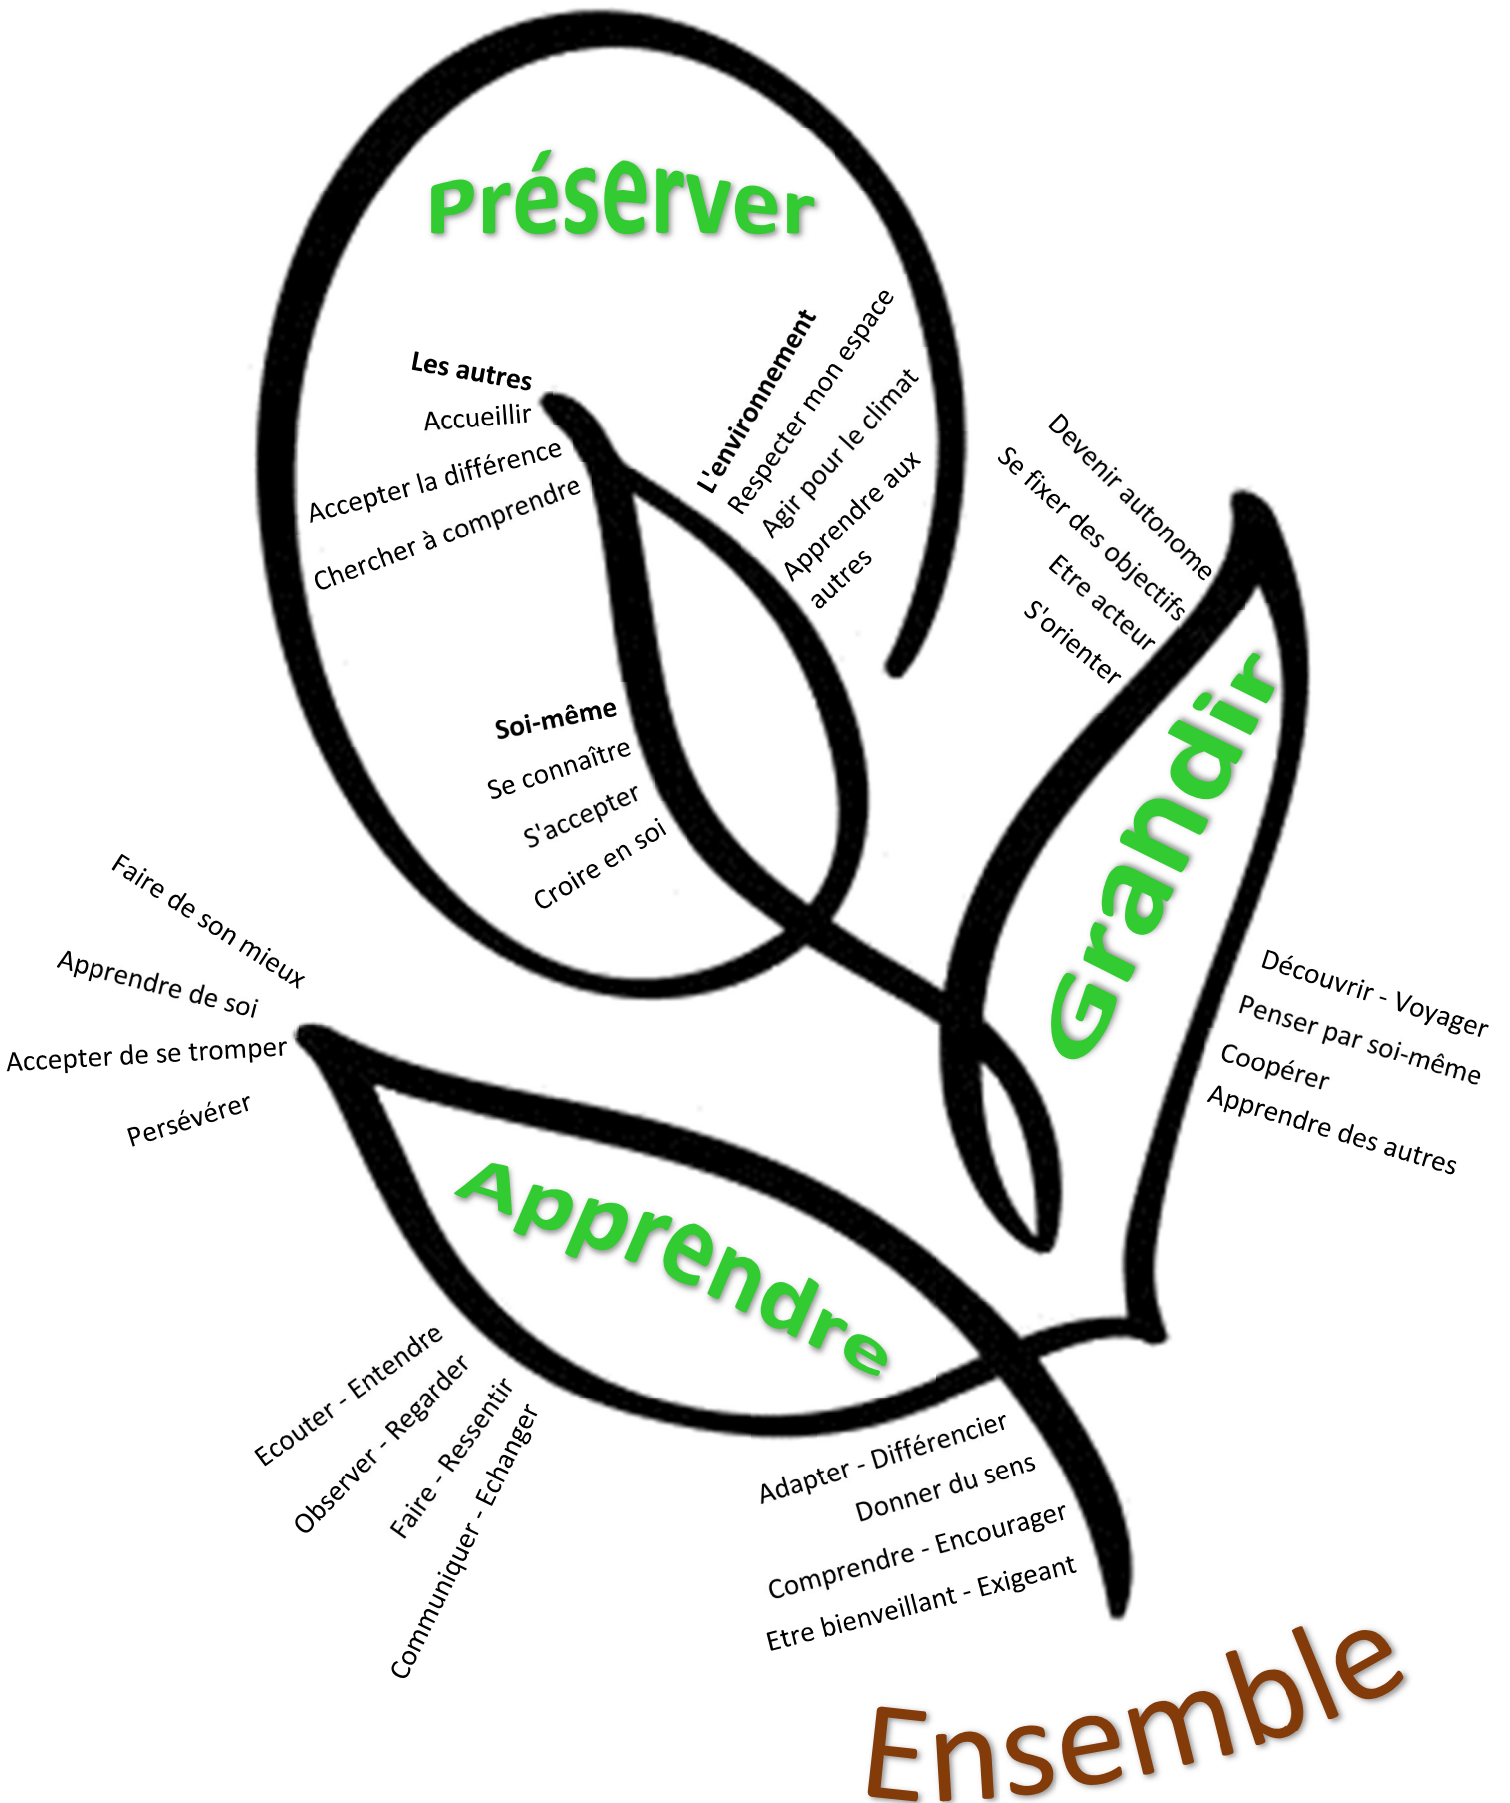 Préserver
Les autres
Accueillir
Accepter la différence
Chercher à comprendre
L'environnement
Respecter mon espace
Agir pour le climat
Apprendre aux
autres
Soi-même
Se connaître
S'accepter
Croire en soi
Devenir autonome
Se fixer des objectifs
Etre acteur
S'orienter
Grandir
Découvrir - Voyager
Penser par soi-même
Coopérer
Apprendre des autres
Faire de son mieux
Apprendre de soi
Accepter de se tromper
Persévérer
Apprendre
Ecouter - Entendre
Observer - Regarder
Faire - Ressentir
Communiquer - Echanger
Adapter - Différencier
Donner du sens
Comprendre - Encourager
Etre bienveillant - Exigeant
Ensemble